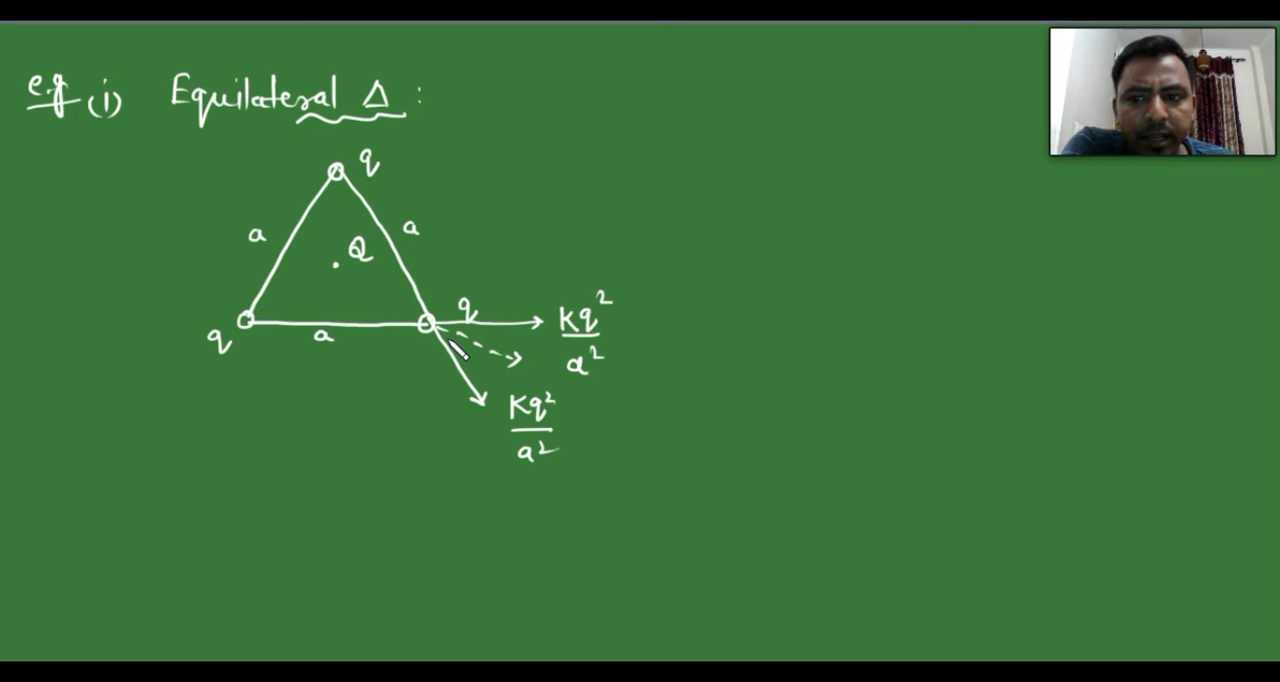 e.g (i) Equilateral Δ :
q
a
a
Q
q
Kq²
q
a
a²
Kq²
a²